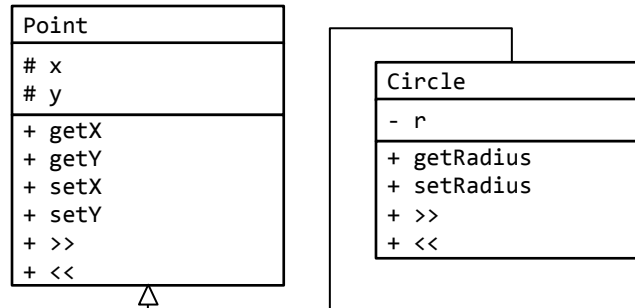 Point
# x
# y
+ getX
+ getY
+ setX
+ setY
+ >>
+ <<
Circle
- r
+ getRadius
+ setRadius
+ >>
+ <<